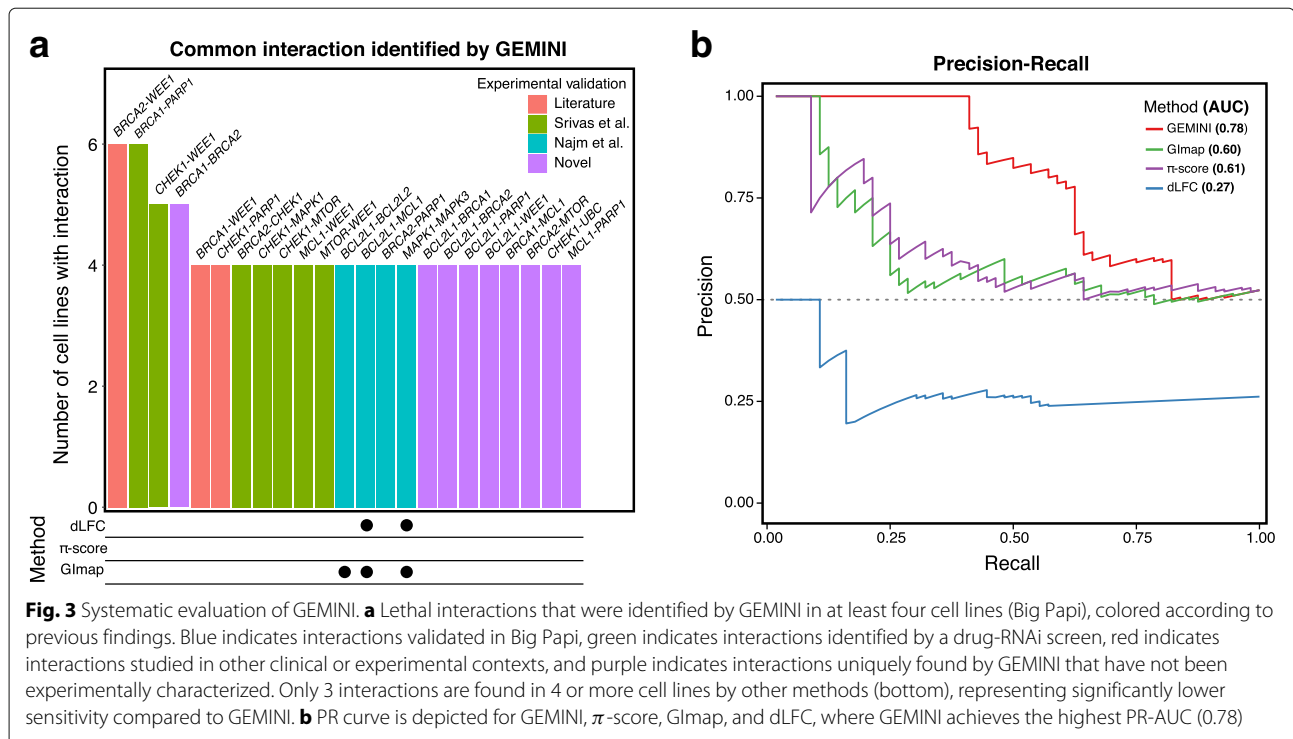 a
Common interaction identified by GEMINI
Number of cell lines with interaction
6
4
2
0
BRCA2-WEE1
BRCA1-PARP1
CHEK1-WEE1
BRCA1-BRCA2
BRCA1-WEE1
CHEK1-PARP1
BRCA2-CHEK1
CHEK1-MAPK1
CHEK1-MTOR
MCL1-WEE1
MTOR-WEE1
BCL2L1-BCL2L2
BCL2L1-MCL1
BRCA2-PARP1
MAPK1-MAPK3
BCL2L1-BRCA1
BCL2L1-BRCA2
BCL2L1-PARP1
BCL2L1-WEE1
BRCA1-MCL1
BRCA2-MTOR
CHEK1-UBC
MCL1-PARP1
Experimental validation
Literature
Srivas et al.
Najm et al.
Novel
Method
dLFC
π-score
GImap
b
Precision-Recall
Precision
1.00
0.75
0.50
0.25
0.00
Method (AUC)
GEMINI (0.78)
GImap (0.60)
π-score (0.61)
dLFC (0.27)
0.00 0.25 0.50 0.75 1.00
Recall
Fig. 3 Systematic evaluation of GEMINI. a Lethal interactions that were identified by GEMINI in at least four cell lines (Big Papi), colored according to
previous findings. Blue indicates interactions validated in Big Papi, green indicates interactions identified by a drug-RNAi screen, red indicates
interactions studied in other clinical or experimental contexts, and purple indicates interactions uniquely found by GEMINI that have not been
experimentally characterized. Only 3 interactions are found in 4 or more cell lines by other methods (bottom), representing significantly lower
sensitivity compared to GEMINI. b PR curve is depicted for GEMINI, π-score, GImap, and dLFC, where GEMINI achieves the highest PR-AUC (0.78)